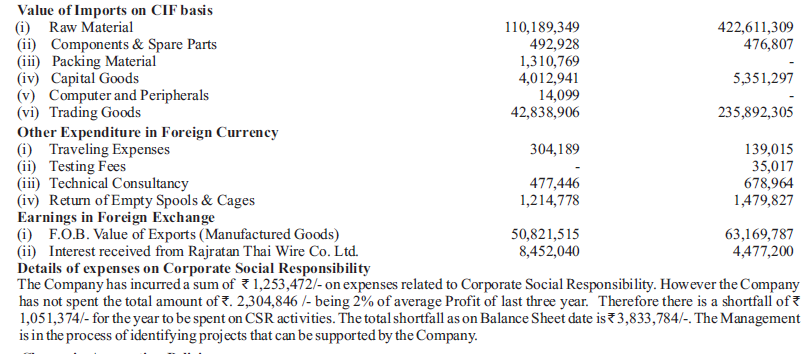 Value of Imports on CIF basis
(i) Raw Material 110,189,349 422,611,309
(ii) Components & Spare Parts 492,928 476,807
(iii) Packing Material 1,310,769 -
(iv) Capital Goods 4,012,941 5,351,297
(v) Computer and Peripherals 14,099 -
(vi) Trading Goods 42,838,906 235,892,305
Other Expenditure in Foreign Currency
(i) Traveling Expenses 304,189 139,015
(ii) Testing Fees - 35,017
(iii) Technical Consultancy 477,446 678,964
(iv) Return of Empty Spools & Cages 1,214,778 1,479,827
Earnings in Foreign Exchange
(i) F.O.B. Value of Exports (Manufactured Goods) 50,821,515 63,169,787
(ii) Interest received from Rajratan Thai Wire Co. Ltd. 8,452,040 4,477,200
Details of expenses on Corporate Social Responsibility
The Company has incurred a sum of ₹ 1,253,472/- on expenses related to Corporate Social Responsibility. However the Company
has not spent the total amount of ₹. 2,304,846 /- being 2% of average Profit of last three year. Therefore there is a shortfall of ₹
1,051,374/- for the year to be spent on CSR activities. The total shortfall as on Balance Sheet date is ₹ 3,833,784/-. The Management
is in the process of identifying projects that can be supported by the Company.